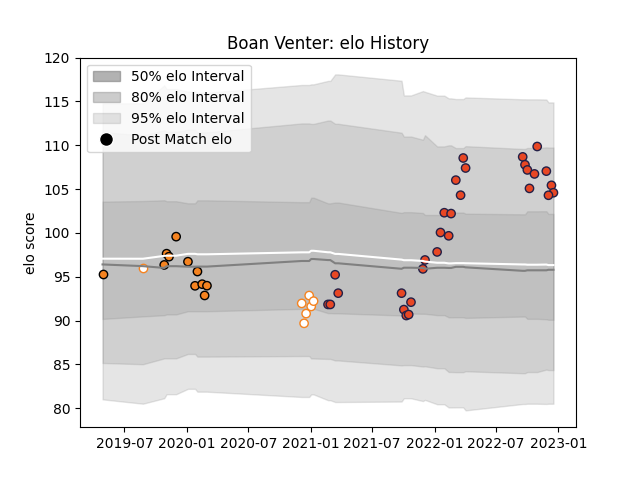 Boan Venter: elo History
50% elo Interval
80% elo Interval
95% elo Interval
Post Match elo
elo score
120
115
110
105
100
95
90
85
80
2019-07 2020-01 2020-07 2021-01 2021-07 2022-01 2022-07 2023-01